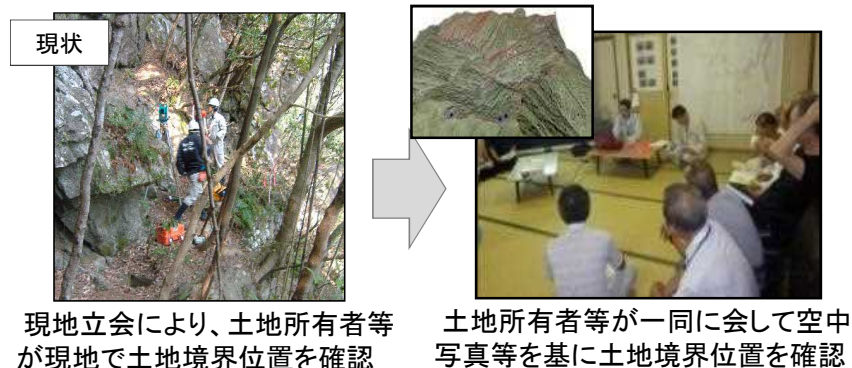 現状
現地立会により、土地所有者等
が現地で土地境界位置を確認
土地所有者等が一同に会して空中
写真等を基に土地境界位置を確認